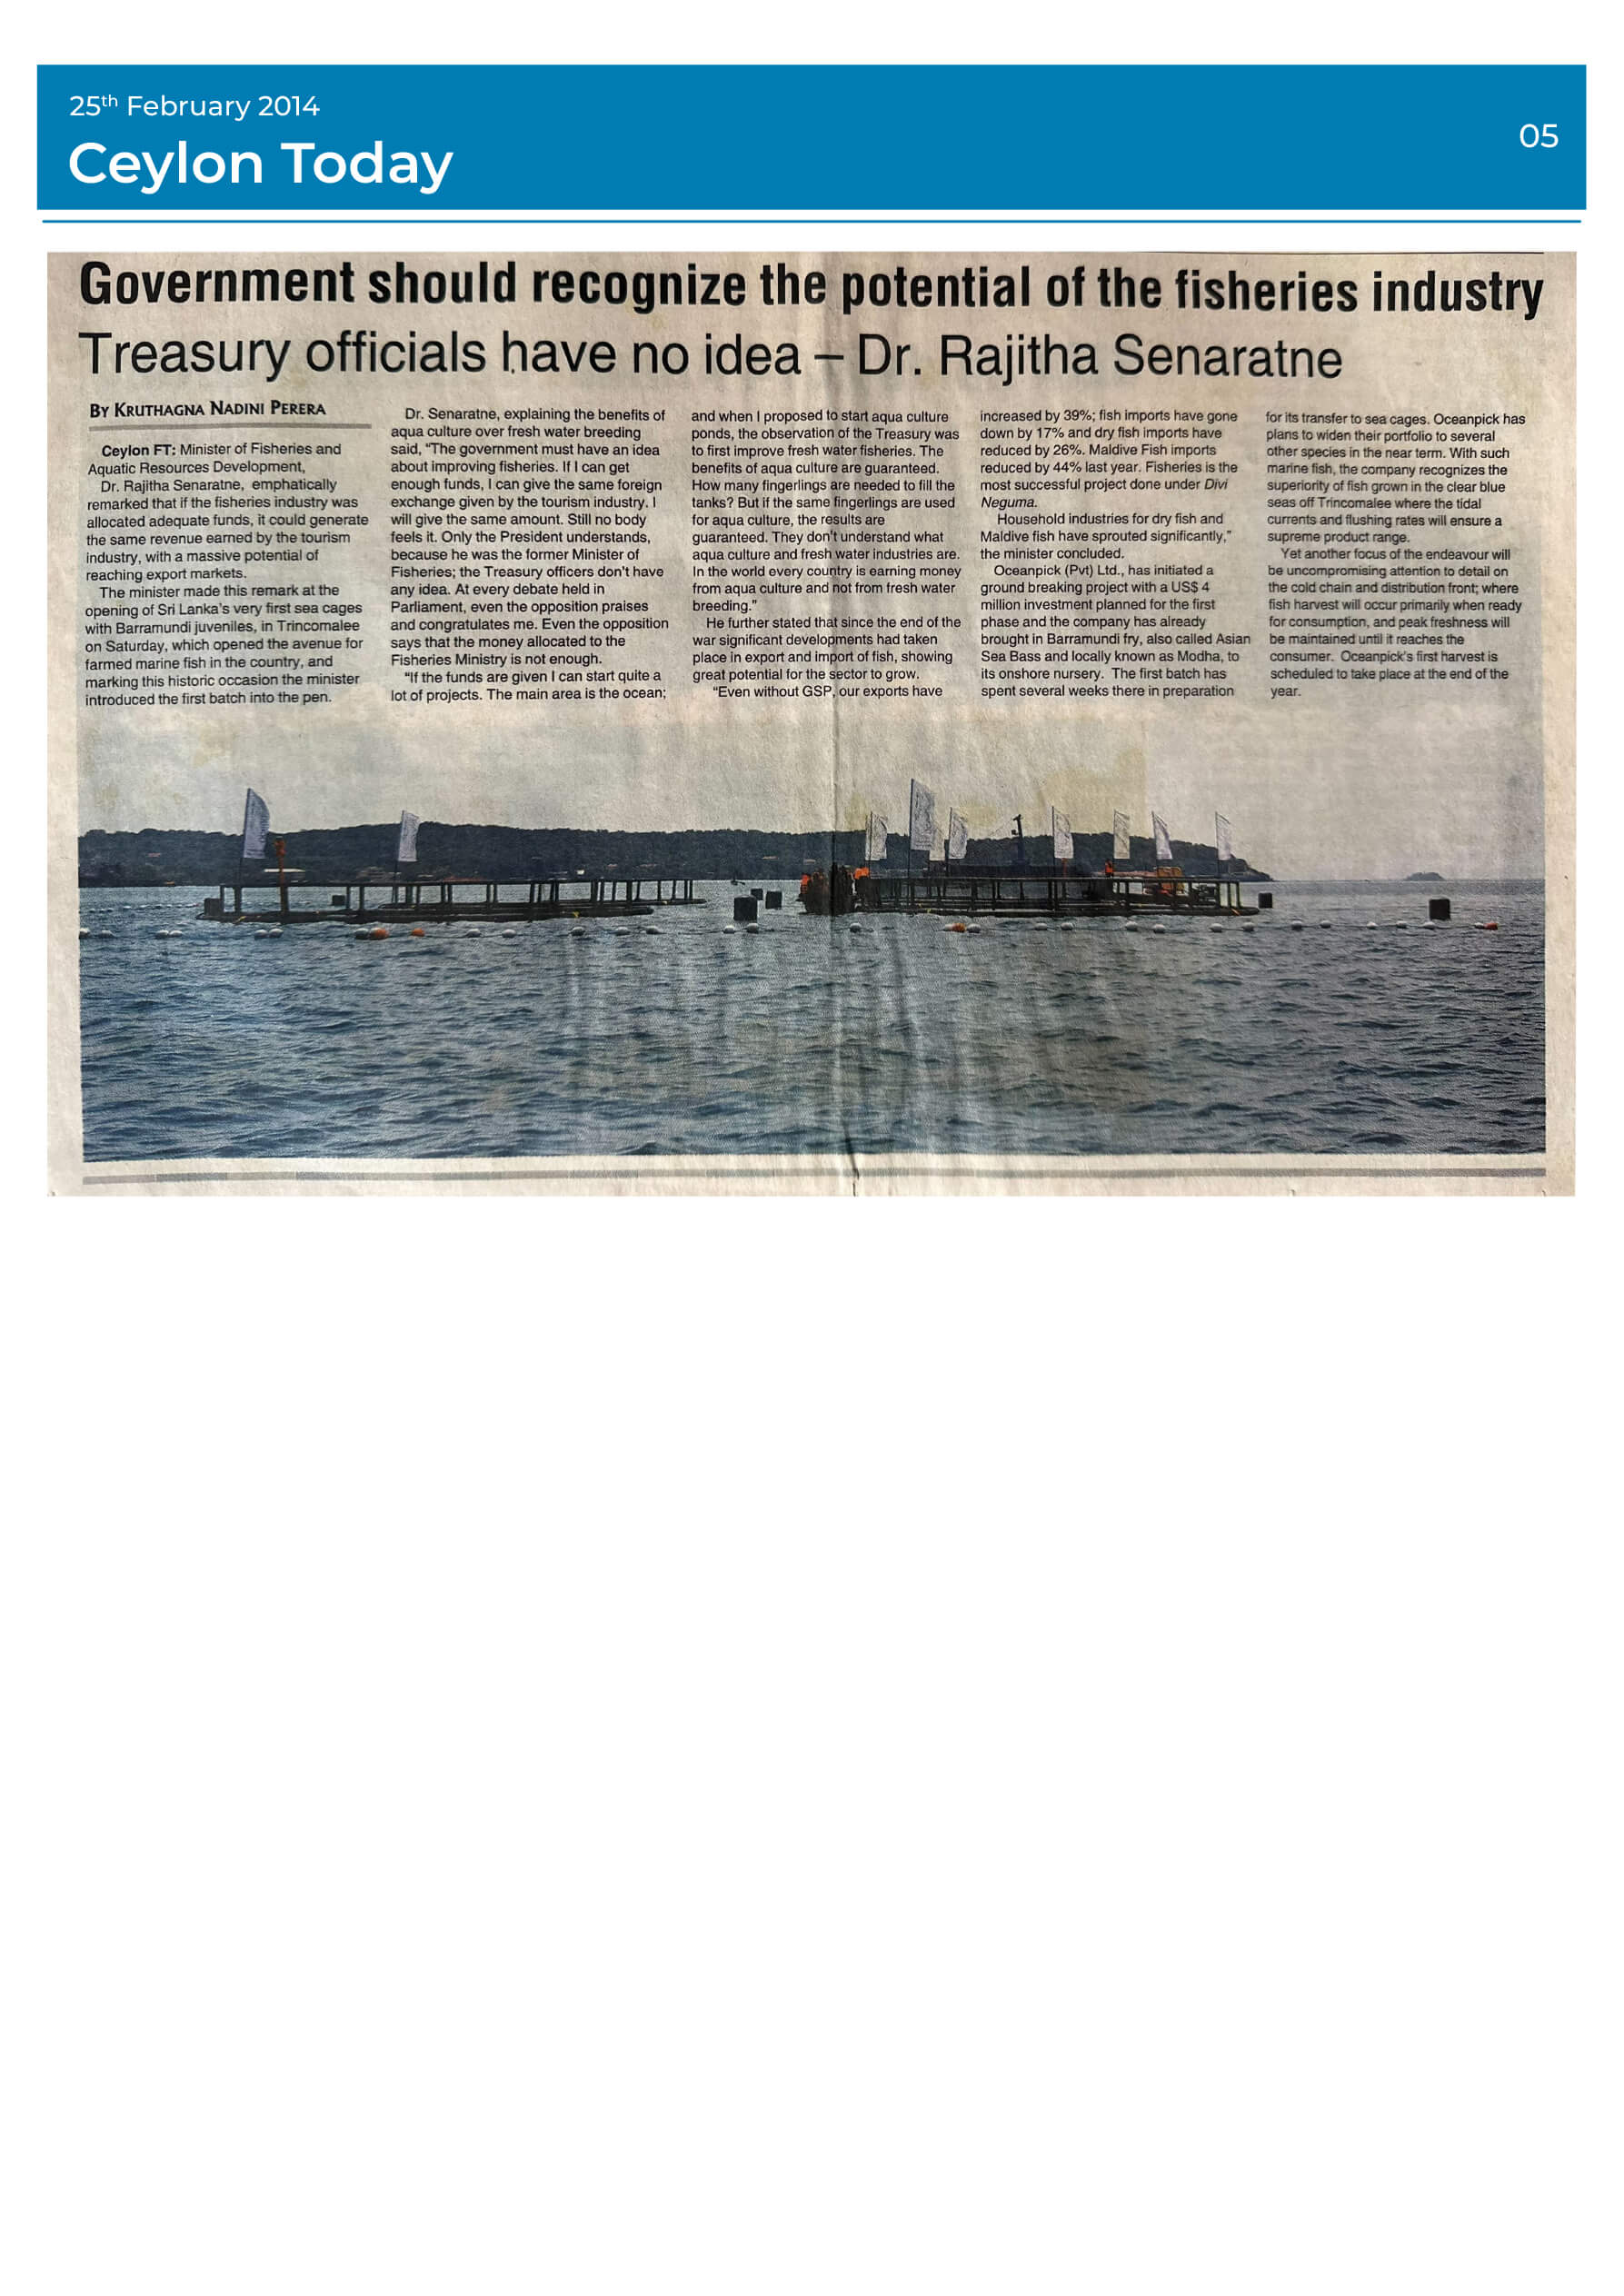 25th February 2014
Ceylon Today
05
Government should recognize the potential of the fisheries industry
Treasury officials have no idea – Dr. Rajitha Senaratne
By Kruthagna Nadini Perera
Ceylon FT: Minister of Fisheries and
Aquatic Resources Development,
Dr. Rajitha Senaratne, emphatically
remarked that if the fisheries industry was
allocated adequate funds, it could generate
the same revenue earned by the tourism
industry, with a massive potential of
reaching export markets.
The minister made this remark at the
opening of Sri Lanka's very first sea cages
with Barramundi juveniles, in Trincomalee
on Saturday, which opened the avenue for
farmed marine fish in the country, and
marking this historic occasion the minister
introduced the first batch into the pen.
Dr. Senaratne, explaining the benefits of
aqua culture over fresh water breeding
said, "The government must have an idea
about improving fisheries. If I can get
enough funds, I can give the same foreign
exchange given by the tourism industry. I
will give the same amount. Still no body
feels it. Only the President understands,
because he was the former Minister of
Fisheries; the Treasury officers don't have
any idea. At every debate held in
Parliament, even the opposition praises
and congratulates me. Even the opposition
says that the money allocated to the
Fisheries Ministry is not enough.
"If the funds are given I can start quite a
lot of projects. The main area is the ocean;
and when I proposed to start aqua culture
ponds, the observation of the Treasury was
to first improve fresh water fisheries. The
benefits of aqua culture are guaranteed.
How many fingerlings are needed to fill the
tanks? But if the same fingerlings are used
for aqua culture, the results are
guaranteed. They don't understand what
aqua culture and fresh water industries are.
In the world every country is earning money
from aqua culture and not from fresh water
breeding."
He further stated that since the end of the
war significant developments had taken
place in export and import of fish, showing
great potential for the sector to grow.
"Even without GSP, our exports have
increased by 39%; fish imports have gone
down by 17% and dry fish imports have
reduced by 26%. Maldive Fish imports
reduced by 44% last year. Fisheries is the
most successful project done under Divi
Neguma.
Household industries for dry fish and
Maldive fish have sprouted significantly,"
the minister concluded.
Oceanpick (Pvt) Ltd., has initiated a
ground breaking project with a US$ 4
million investment planned for the first
phase and the company has already
brought in Barramundi fry, also called Asian
Sea Bass and locally known as Modha, to
its onshore nursery. The first batch has
spent several weeks there in preparation
for its transfer to sea cages. Oceanpick has
plans to widen their portfolio to several
other species in the near term. With such
marine fish, the company recognizes the
superiority of fish grown in the clear blue
seas off Trincomalee where the tidal
currents and flushing rates will ensure a
supreme product range.
Yet another focus of the endeavour will
be uncompromising attention to detail on
the cold chain and distribution front; where
fish harvest will occur primarily when ready
for consumption, and peak freshness will
be maintained until it reaches the
consumer. Oceanpick's first harvest is
scheduled to take place at the end of the
year.